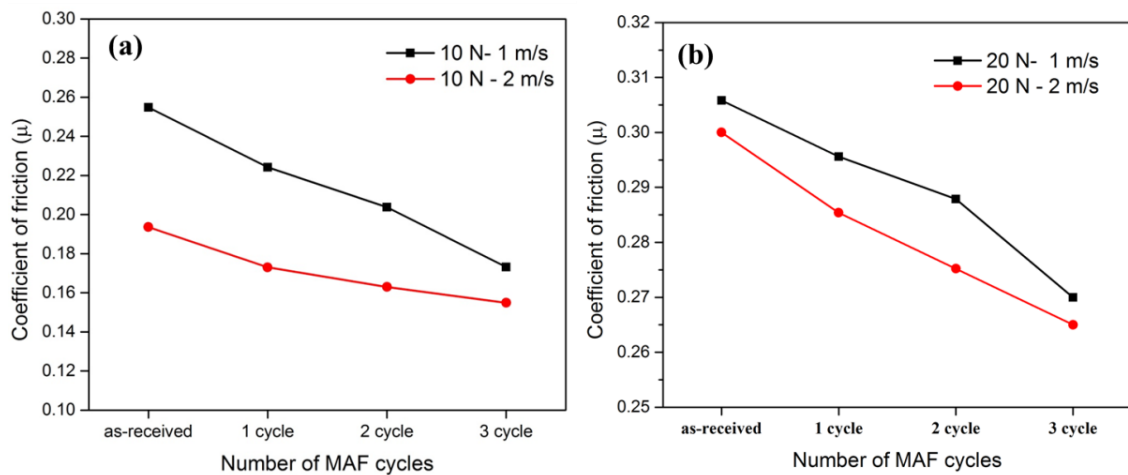 (a)
10 N- 1 m/s
10 N - 2 m/s
Coefficient of friction (μ)
0.30
0.28
0.26
0.24
0.22
0.20
0.18
0.16
0.14
0.12
0.10
as-received 1 cycle 2 cycle 3 cycle
Number of MAF cycles
(b)
20 N- 1 m/s
20 N - 2 m/s
Coefficient of friction (μ)
0.32
0.31
0.30
0.29
0.28
0.27
0.26
0.25
as-received 1 cycle 2 cycle 3 cycle
Number of MAF cycles